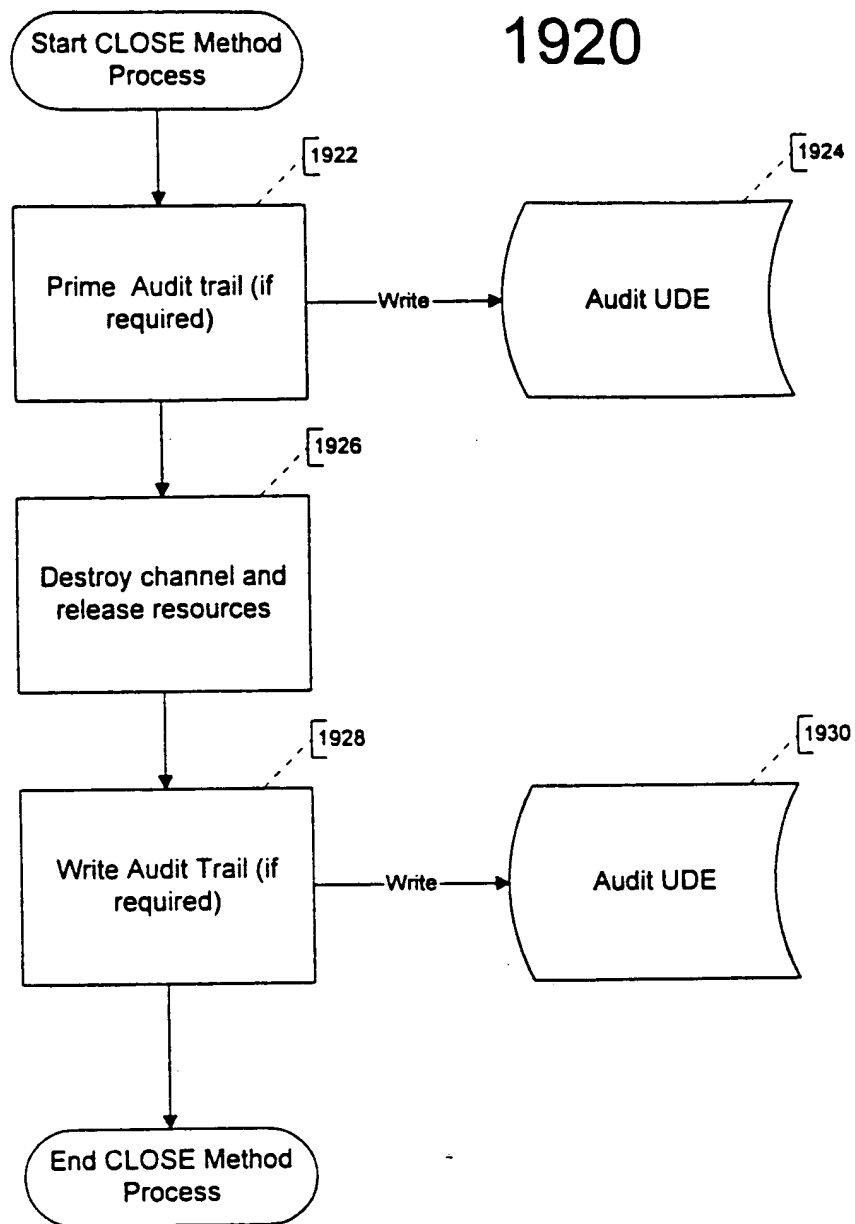 Start CLOSE Method
Process
1920
1922
1924
Prime Audit trail (if
required)
Write
Audit UDE
1926
Destroy channel and
release resources
1928
1930
Write Audit Trail (if
required)
Write
Audit UDE
End CLOSE Method
Process